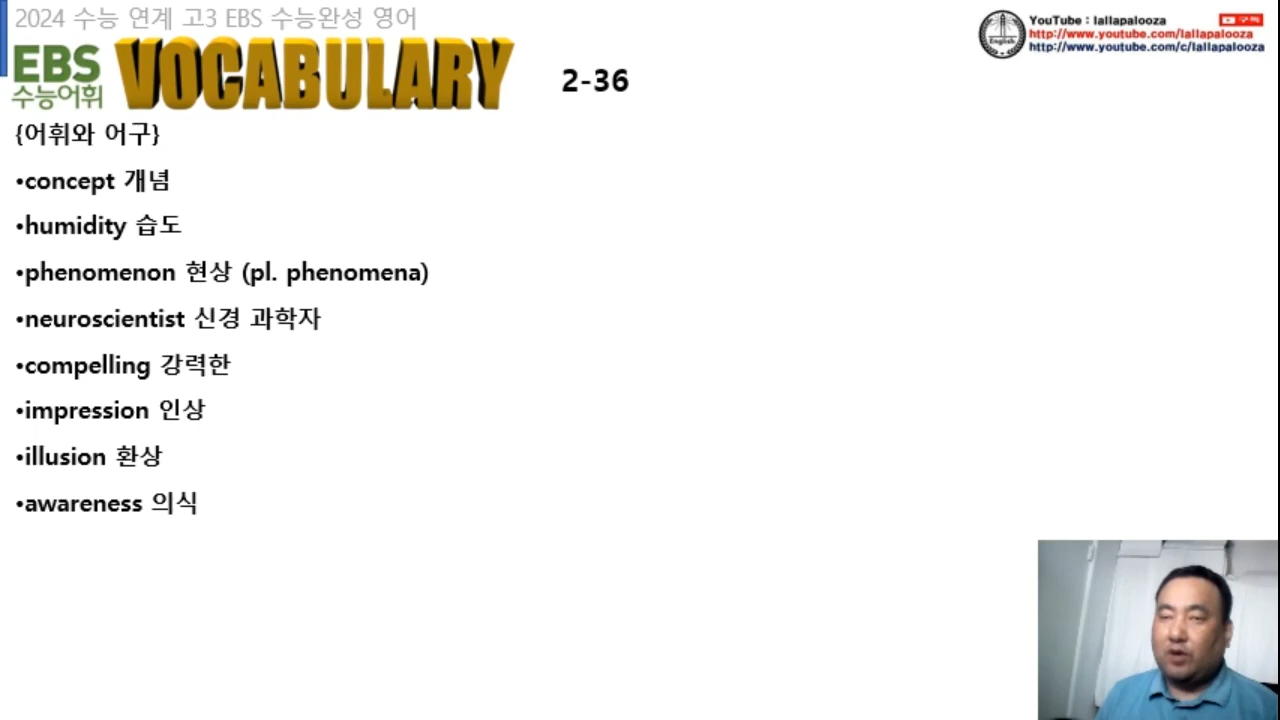 2024 수능 연계 고3 EBS 수능완성 영어
EBS
수능어휘
VOCABULARY
2-36
YouTube : lallapalooza
구독
http://www.youtube.com/lallapalooza
http://www.youtube.com/c/lallapalooza
English
{어휘와 어구}
•concept 개념
•humidity 습도
•phenomenon 현상 (pl. phenomena)
•neuroscientist 신경 과학자
•compelling 강력한
•impression 인상
•illusion 환상
•awareness 의식